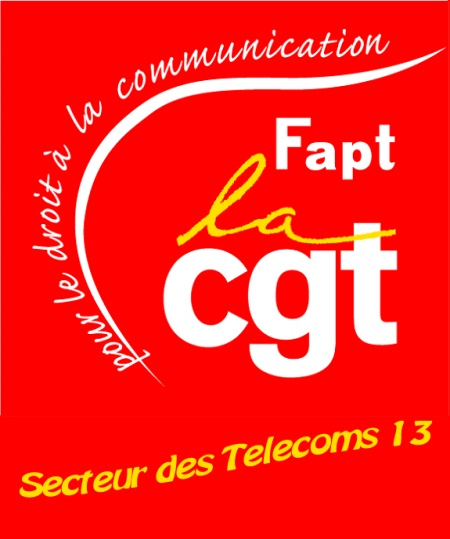 pour le droit à la communication
Fapt
la
cgt
Secteur des Telecoms 13